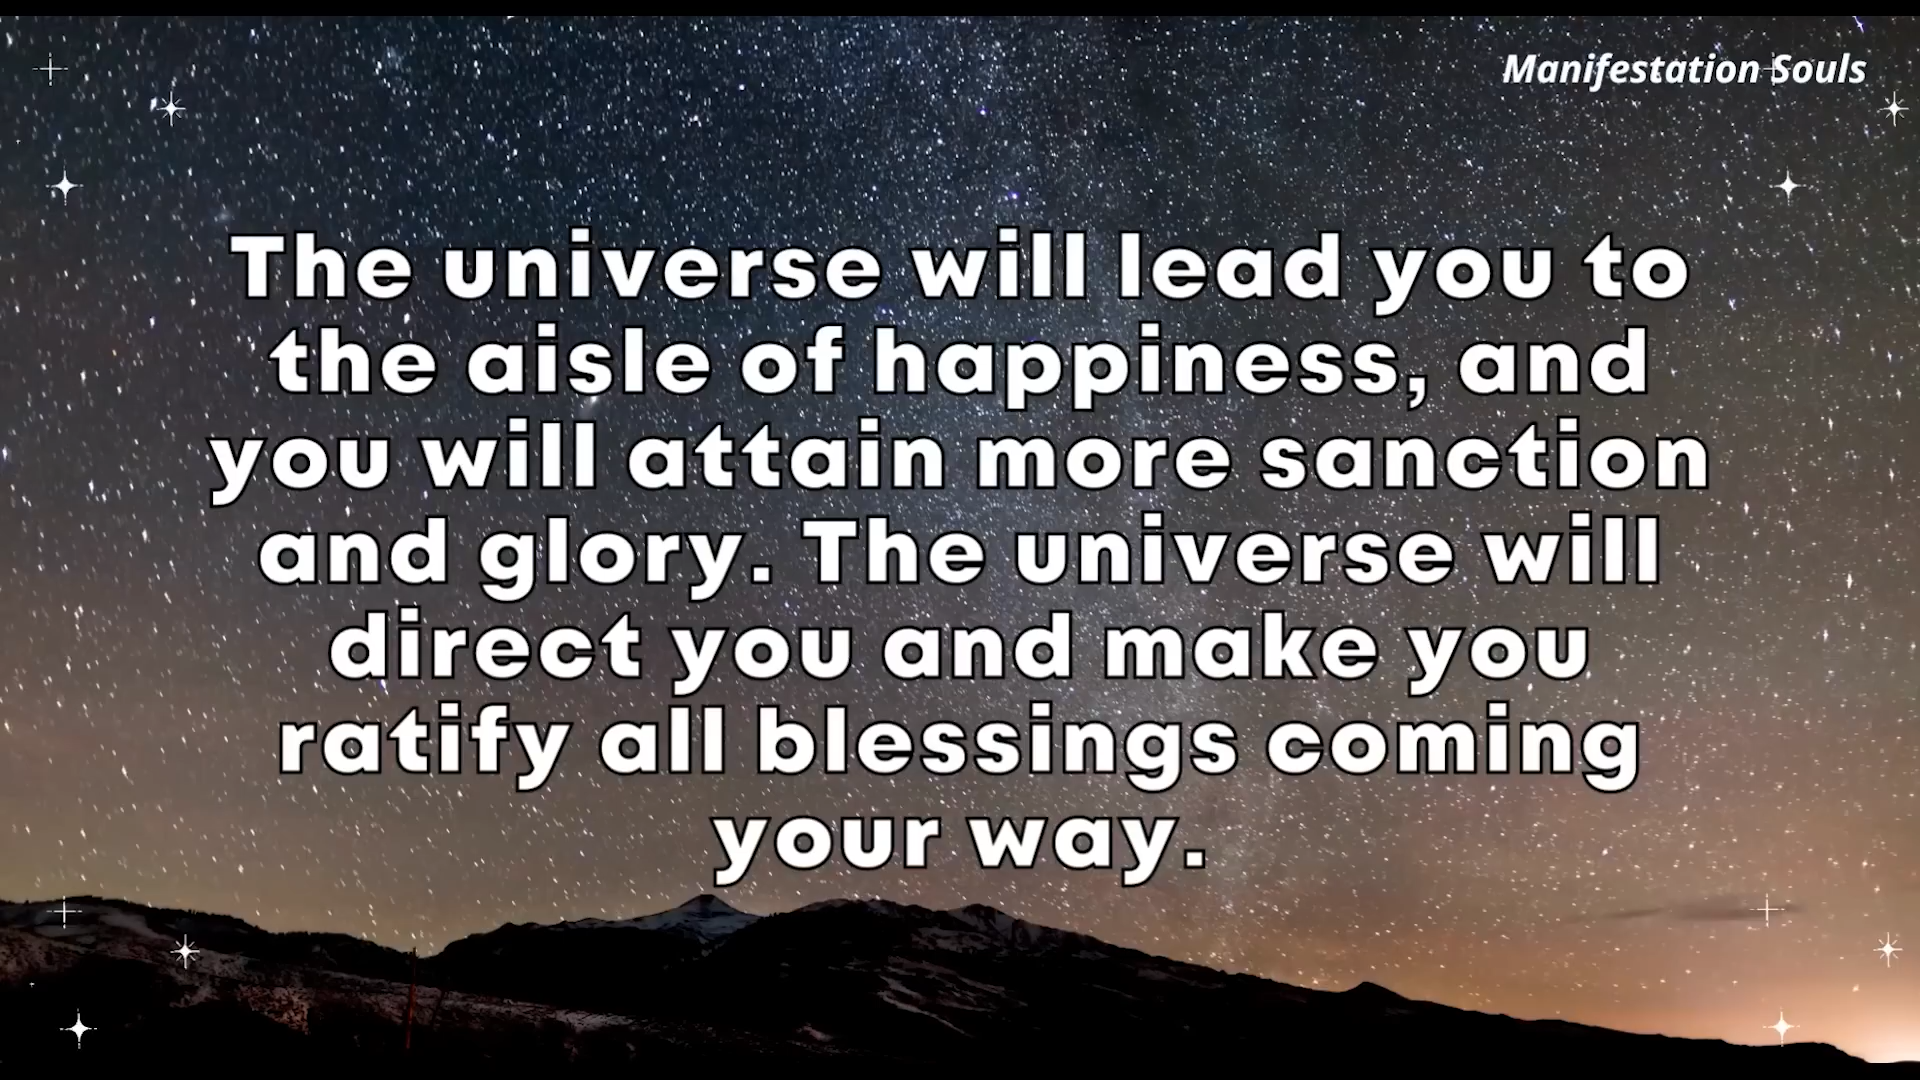 Manifestation Souls
The universe will lead you to
the aisle of happiness, and
you will attain more sanction
and glory. The universe will
direct you and make you
ratify all blessings coming
your way.